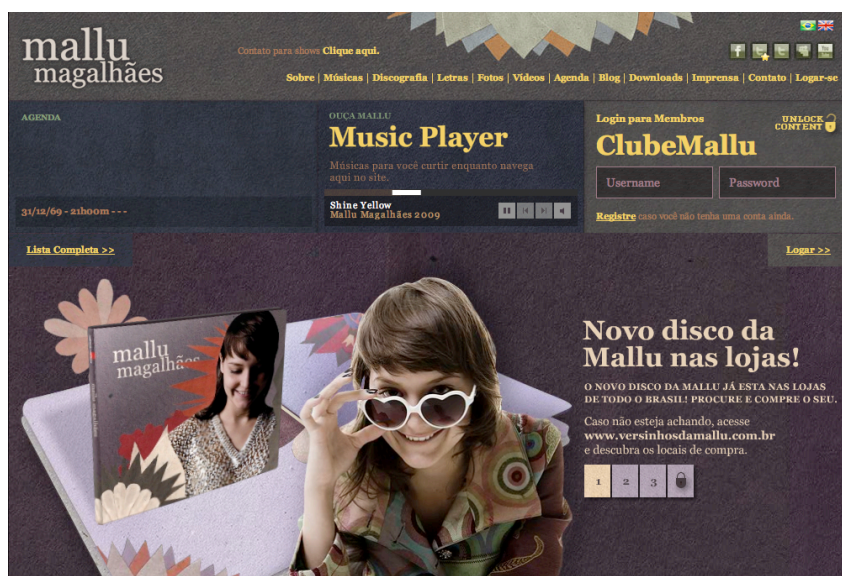 mallu
magalhães
Contato para shows Clique aqui.
Sobre | Músicas | Discografia | Letras | Fotos | Vídeos | Agenda | Blog | Downloads | Imprensa | Contato | Logar-se
AGENDA
31/12/69 - 21h00m - - -
Lista Completa >>
OUÇA MALLU
Music Player
Músicas para você curtir enquanto navega
aqui no site.
Shine Yellow
Mallu Magalhães 2009
Login para Membros
UNLOCK
CONTENT
ClubeMallu
Username
Password
Registre caso você não tenha uma conta ainda.
Logar >>
mallu
magalhães
Novo disco da
Mallu nas lojas!
O NOVO DISCO DA MALLU JÁ ESTA NAS LOJAS
DE TODO O BRASIL! PROCURE E COMPRE O SEU.
Caso não esteja achando, acesse
www.versinhosdamallu.com.br
e descubra os locais de compra.
1 2 3